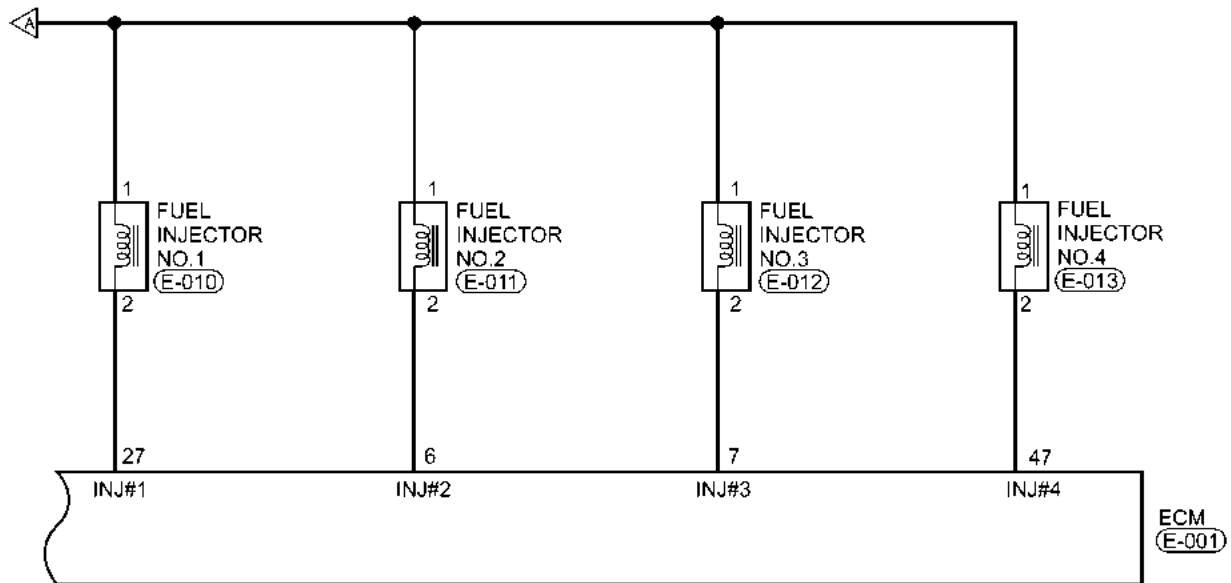 A
1
FUEL
INJECTOR
NO.1
E-010
2
1
FUEL
INJECTOR
NO.2
E-011
2
1
FUEL
INJECTOR
NO.3
E-012
2
1
FUEL
INJECTOR
NO.4
E-013
2
27
6
7
47
INJ#1
INJ#2
INJ#3
INJ#4
ECM
E-001